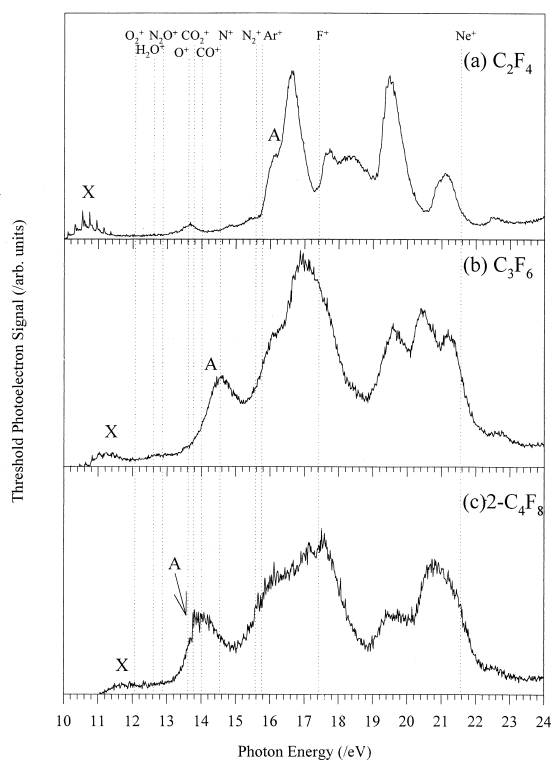 O₂⁺ N₂O⁺ CO₂⁺ N⁺ N₂⁺ Ar⁺ F⁺ Ne⁺
H₂O⁺ O⁺ CO⁺
(a) C₂F₄
A
X
(b) C₃F₆
A
X
(c)2-C₄F₈
A
X
Threshold Photoelectron Signal (/arb. units)
10 11 12 13 14 15 16 17 18 19 20 21 22 23 24
Photon Energy (/eV)